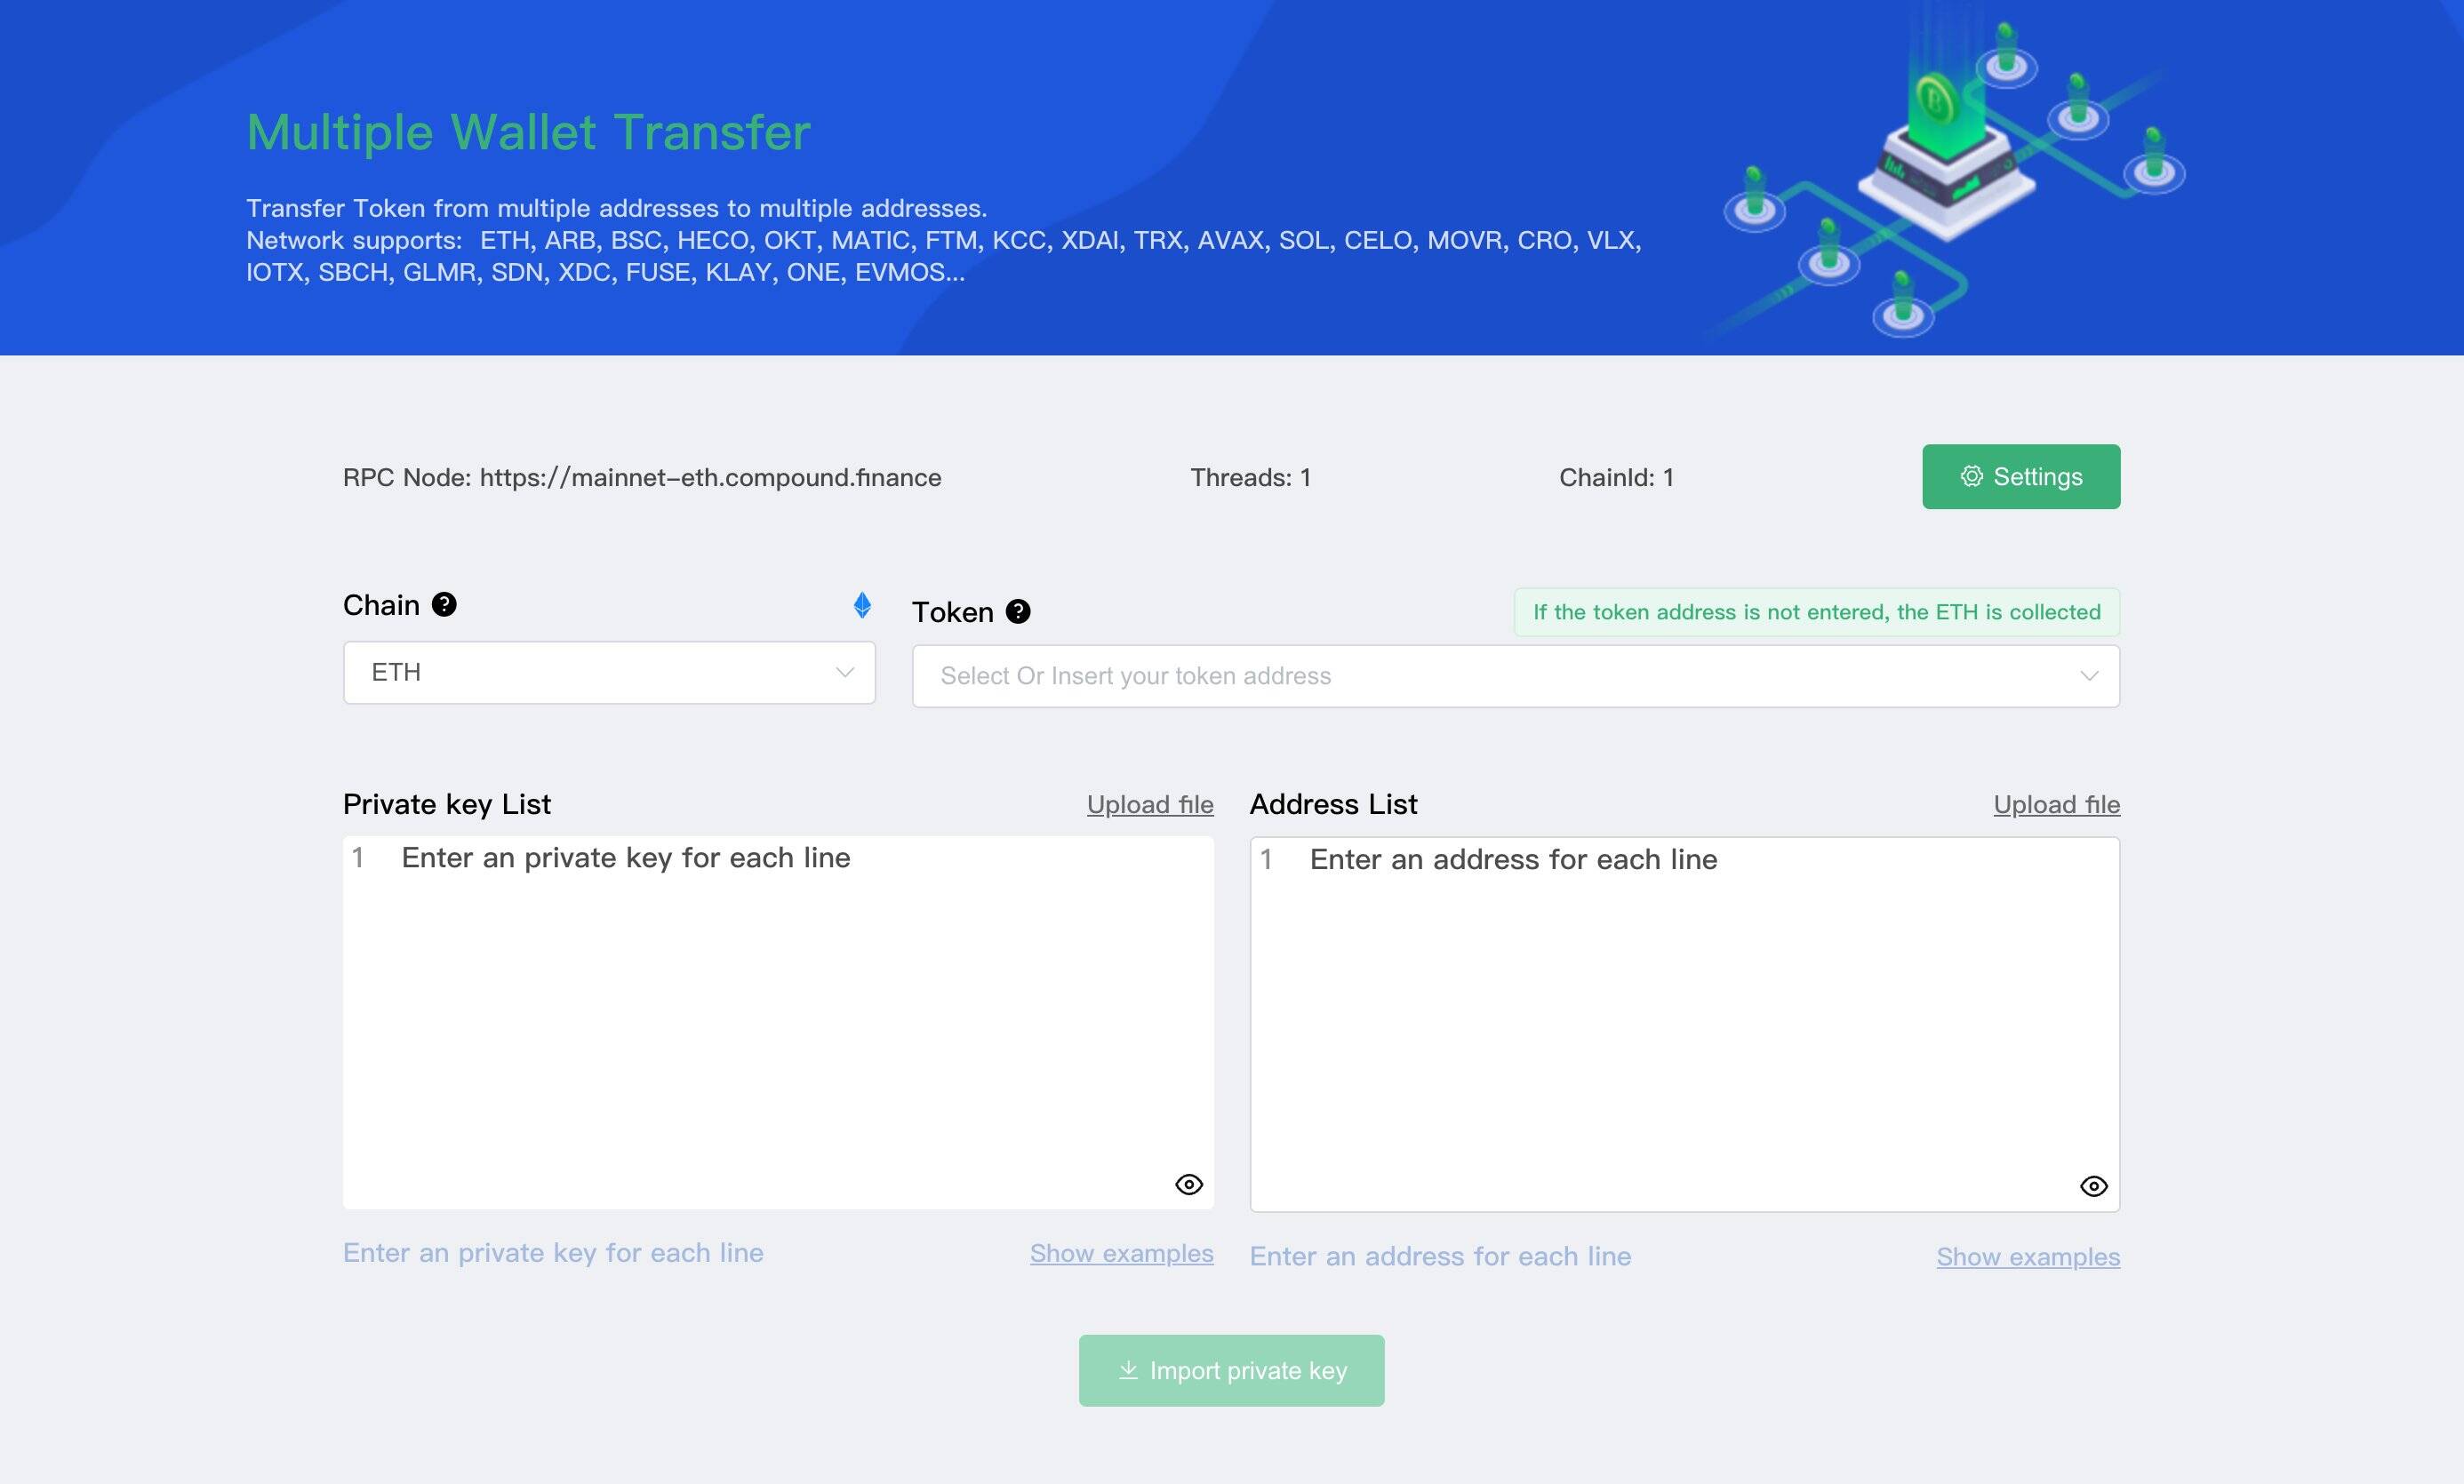 Multiple Wallet Transfer
Transfer Token from multiple addresses to multiple addresses.
Network supports: ETH, ARB, BSC, HECO, OKT, MATIC, FTM, KCC, XDAI, TRX, AVAX, SOL, CELO, MOVR, CRO, VLX,
IOTX, SBCH, GLMR, SDN, XDC, FUSE, KLAY, ONE, EVMOS...
RPC Node: https://mainnet-eth.compound.finance
Threads: 1
ChainId: 1
Settings
Chain ?
Token ?
If the token address is not entered, the ETH is collected
ETH
Select Or Insert your token address
Private key List
Upload file
Address List
Upload file
1 Enter an private key for each line
1 Enter an address for each line
Enter an private key for each line
Show examples
Enter an address for each line
Show examples
Import private key